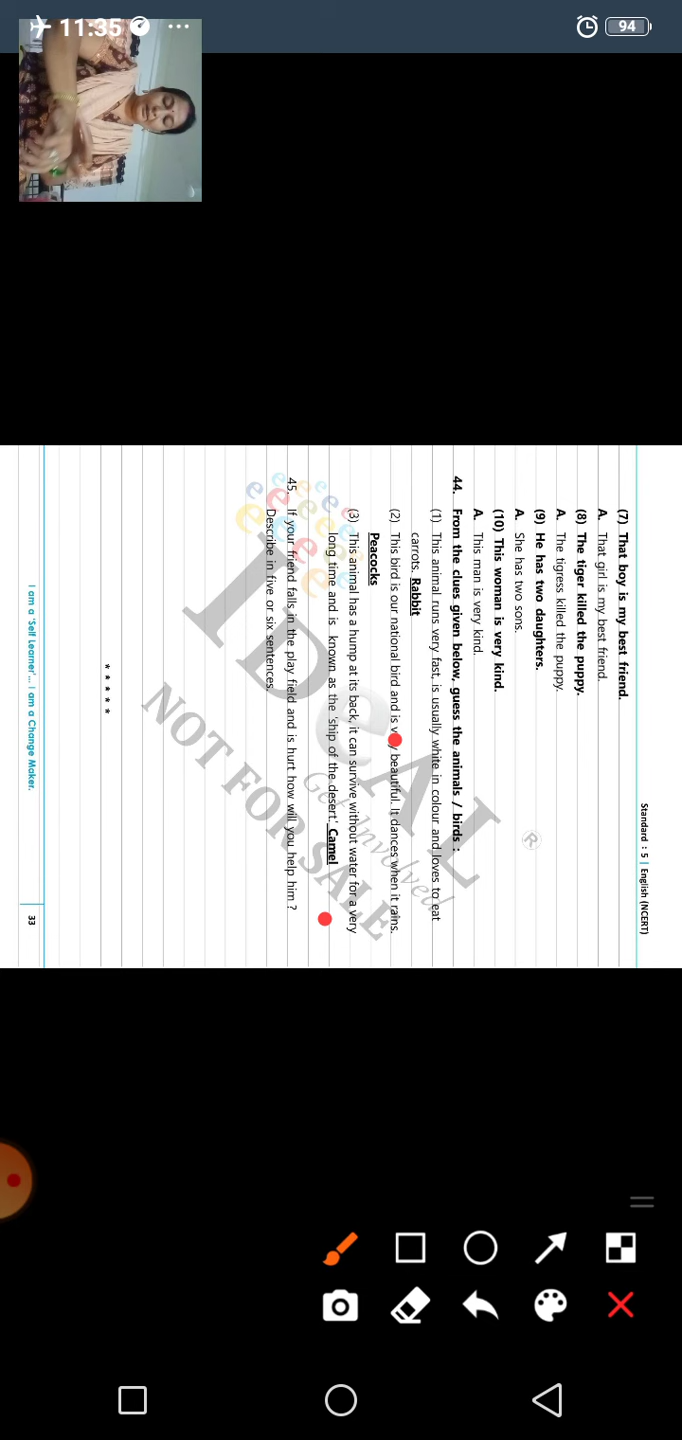 11:35
94
Standard : 5 | English (NCERT)
(7) That boy is my best friend.
A. That girl is my best friend.
(8) The tiger killed the puppy.
A. The tigress killed the puppy.
(9) He has two daughters.
A. She has two sons.
(10) This woman is very kind.
A. This man is very kind.
44. From the clues given below, guess the animals / birds :
(1) This animal runs very fast, is usually white in colour and loves to eat
carrots. Rabbit
(2) This bird is our national bird and is very beautiful. It dances when it rains.
Peacocks
(3) This animal has a hump at its back, it can survive without water for a very
long time and is known as the 'ship of the desert.' Camel
45. If your friend falls in the play field and is hurt how will you help him ?
Describe in five or six sentences.
* * * * *
I am a 'Self Learner'... I am a Change Maker.
33
IDeAL
®
Get Involved
NOT FOR SALE
e e e e e e e e e e e